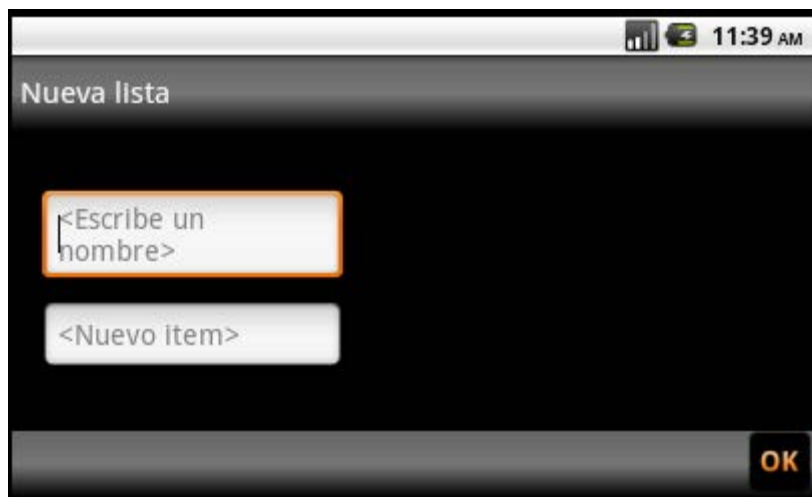 11:39 AM
Nueva lista
<Escribe un
nombre>
<Nuevo item>
OK